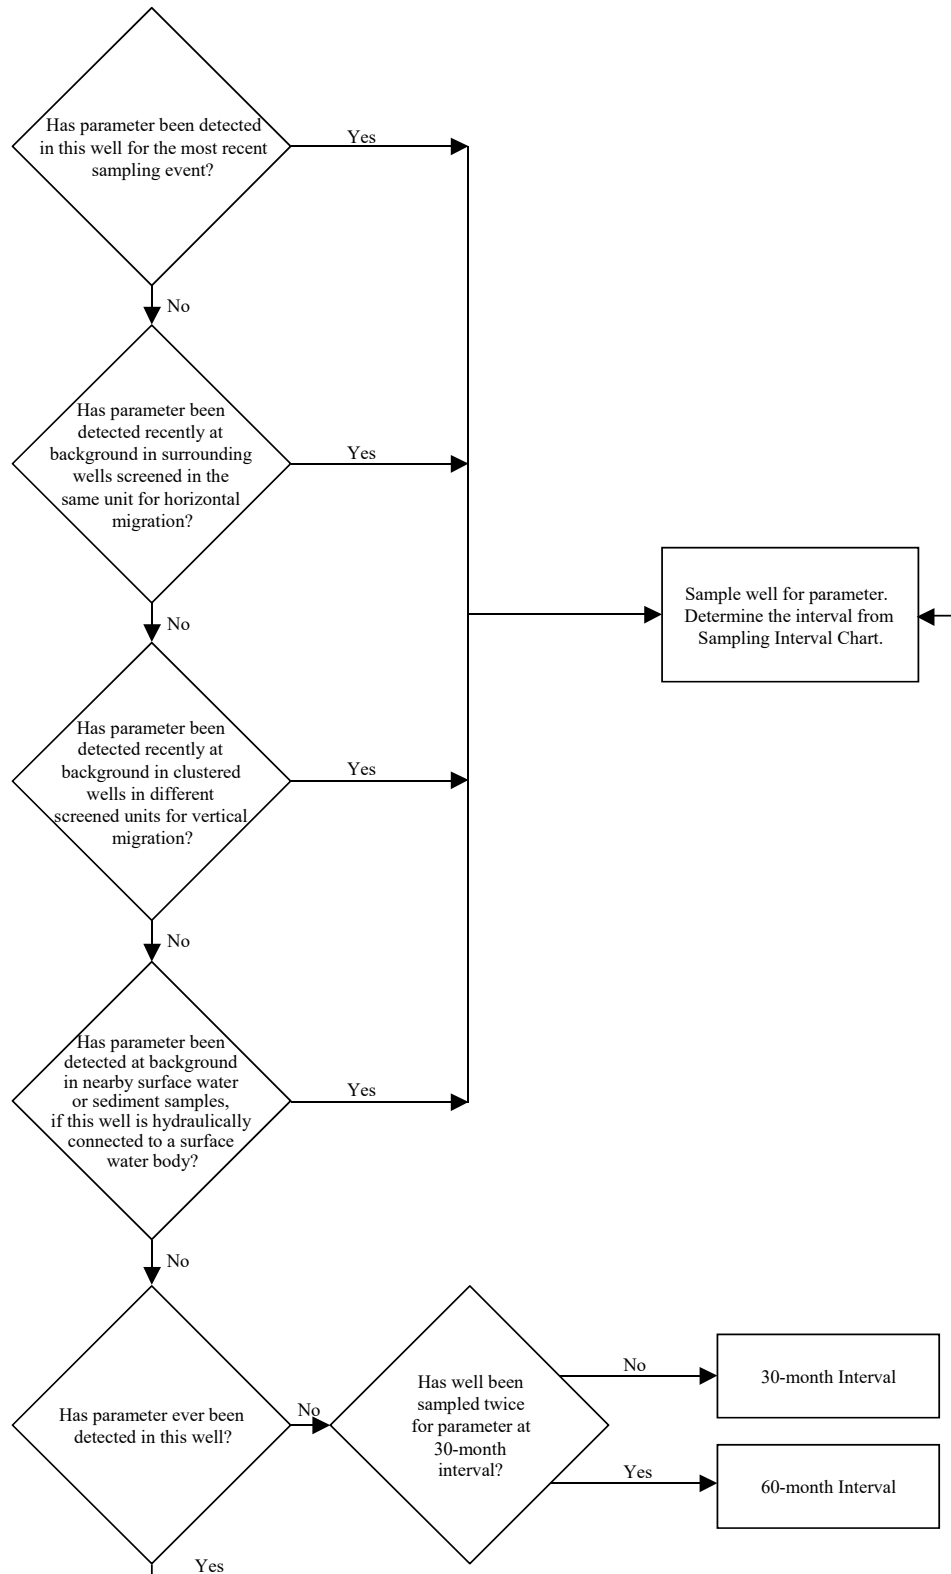 Has parameter been detected
in this well for the most recent
sampling event?
Yes
No
Has parameter been
detected recently at
background in surrounding
wells screened in the
same unit for horizontal
migration?
Yes
Sample well for parameter.
Determine the interval from
Sampling Interval Chart.
No
Has parameter been
detected recently at
background in clustered
wells in different
screened units for vertical
migration?
Yes
No
Has parameter been
detected at background
in nearby surface water
or sediment samples,
if this well is hydraulically
connected to a surface
water body?
Yes
No
Has parameter ever been
detected in this well?
No
Has well been
sampled twice
for parameter at
30-month
interval?
No
30-month Interval
Yes
60-month Interval
Yes